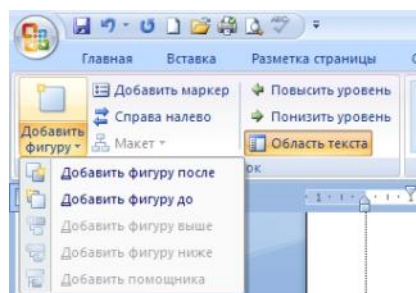 Главная Вставка Разметка страницы
Добавить фигуру
Добавить маркер
Справа налево
Макет
Повысить уровень
Понизить уровень
Область текста
Добавить фигуру после
Добавить фигуру до
Добавить фигуру выше
Добавить фигуру ниже
Добавить помощника
1